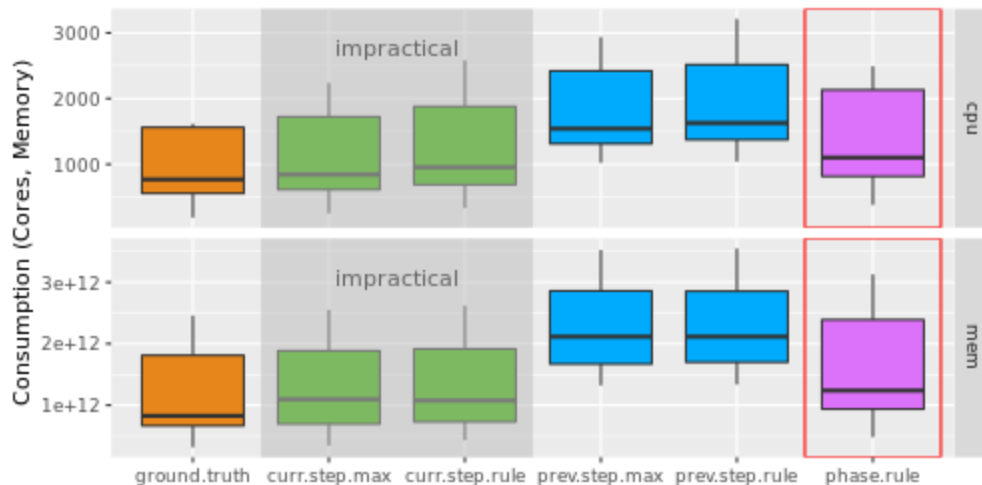 Consumption (Cores, Memory)
3000
2000
1000
impractical
cpu
3e+12
2e+12
1e+12
impractical
mem
ground.truth curr.step.max curr.step.rule prev.step.max prev.step.rule phase.rule